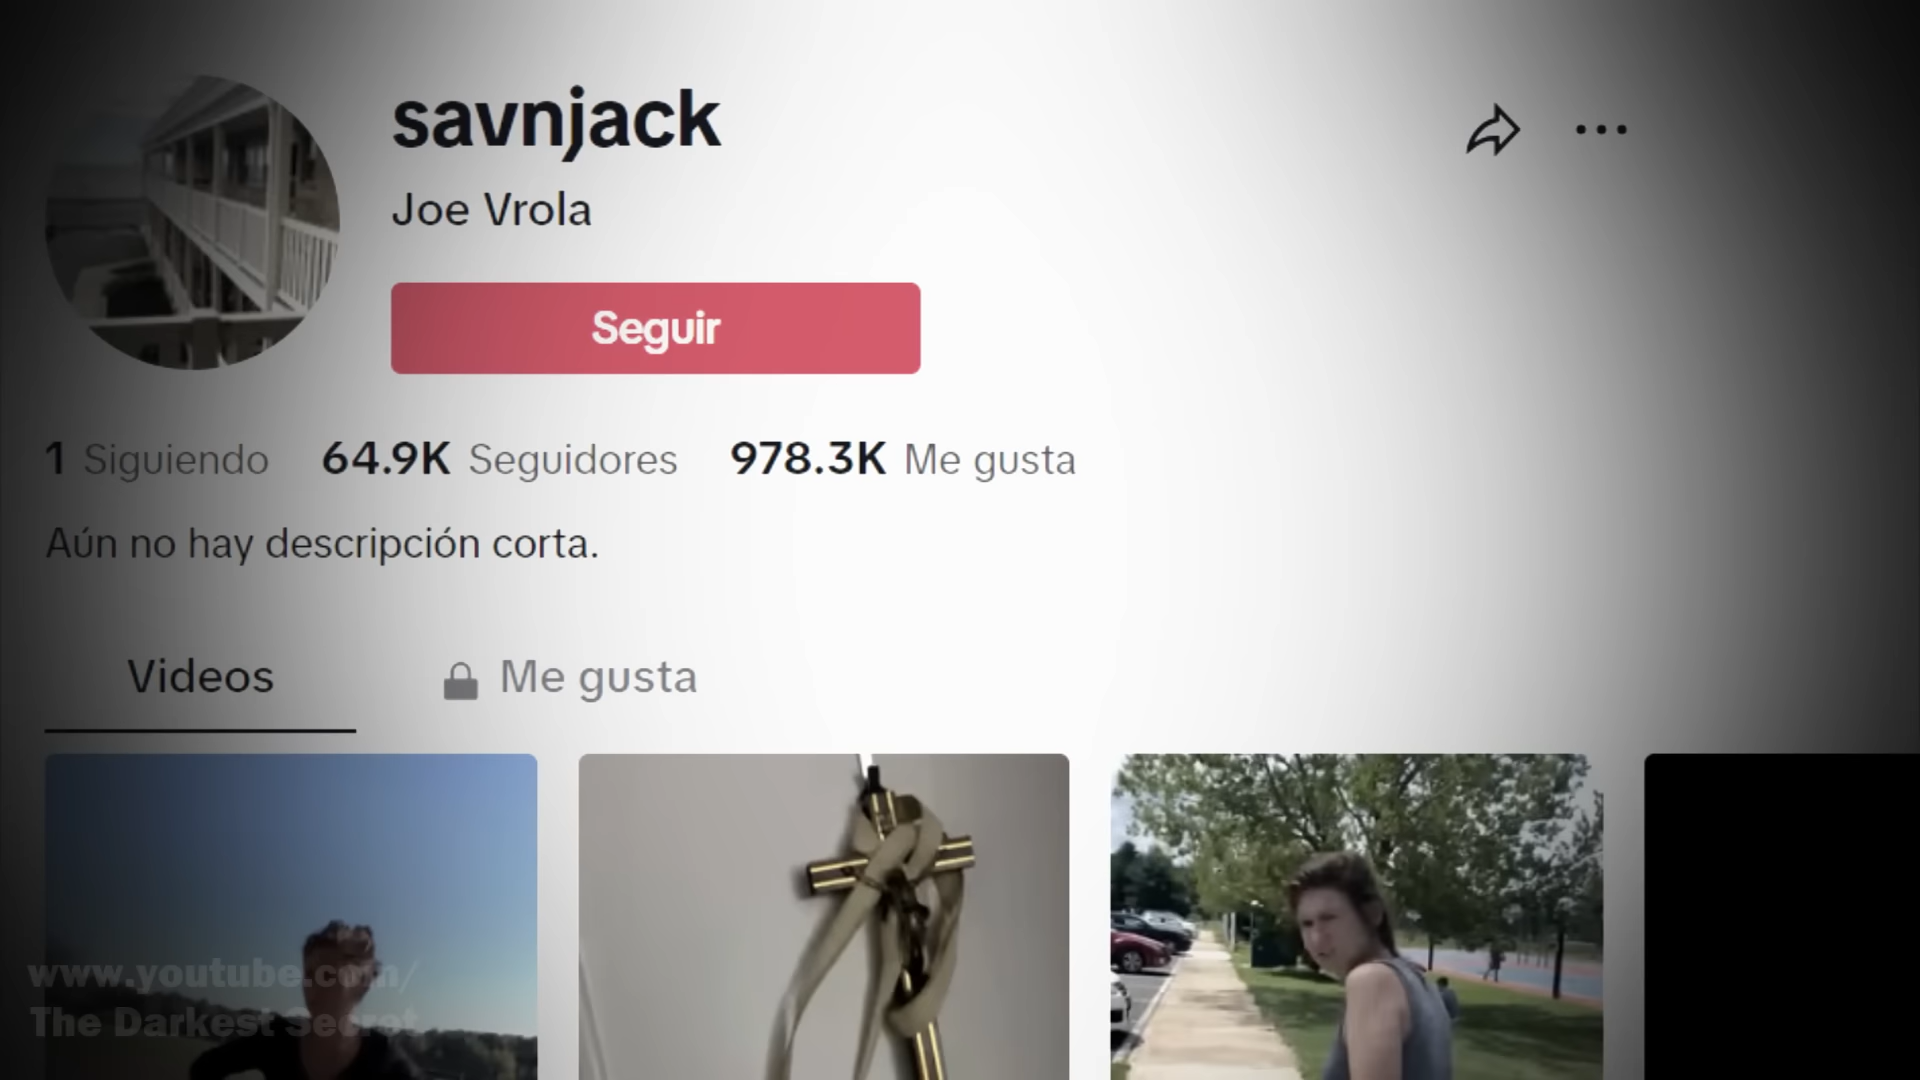 savnjack
Joe Vrola
Seguir
1 Siguiendo 64.9K Seguidores 978.3K Me gusta
Aún no hay descripción corta.
Videos Me gusta
www.youtube.com/
The Darkest Secret